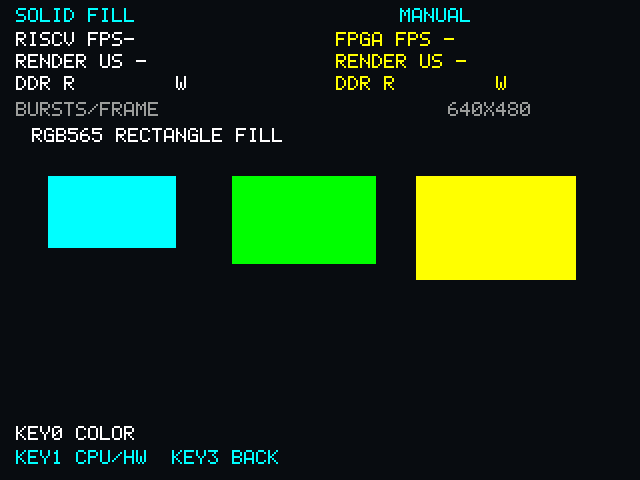 SOLID FILL MANUAL
RISCV FPS- FPGA FPS -
RENDER US - RENDER US -
DDR R W DDR R W
BURSTS/FRAME 640X480
RGB565 RECTANGLE FILL
KEY0 COLOR
KEY1 CPU/HW KEY3 BACK